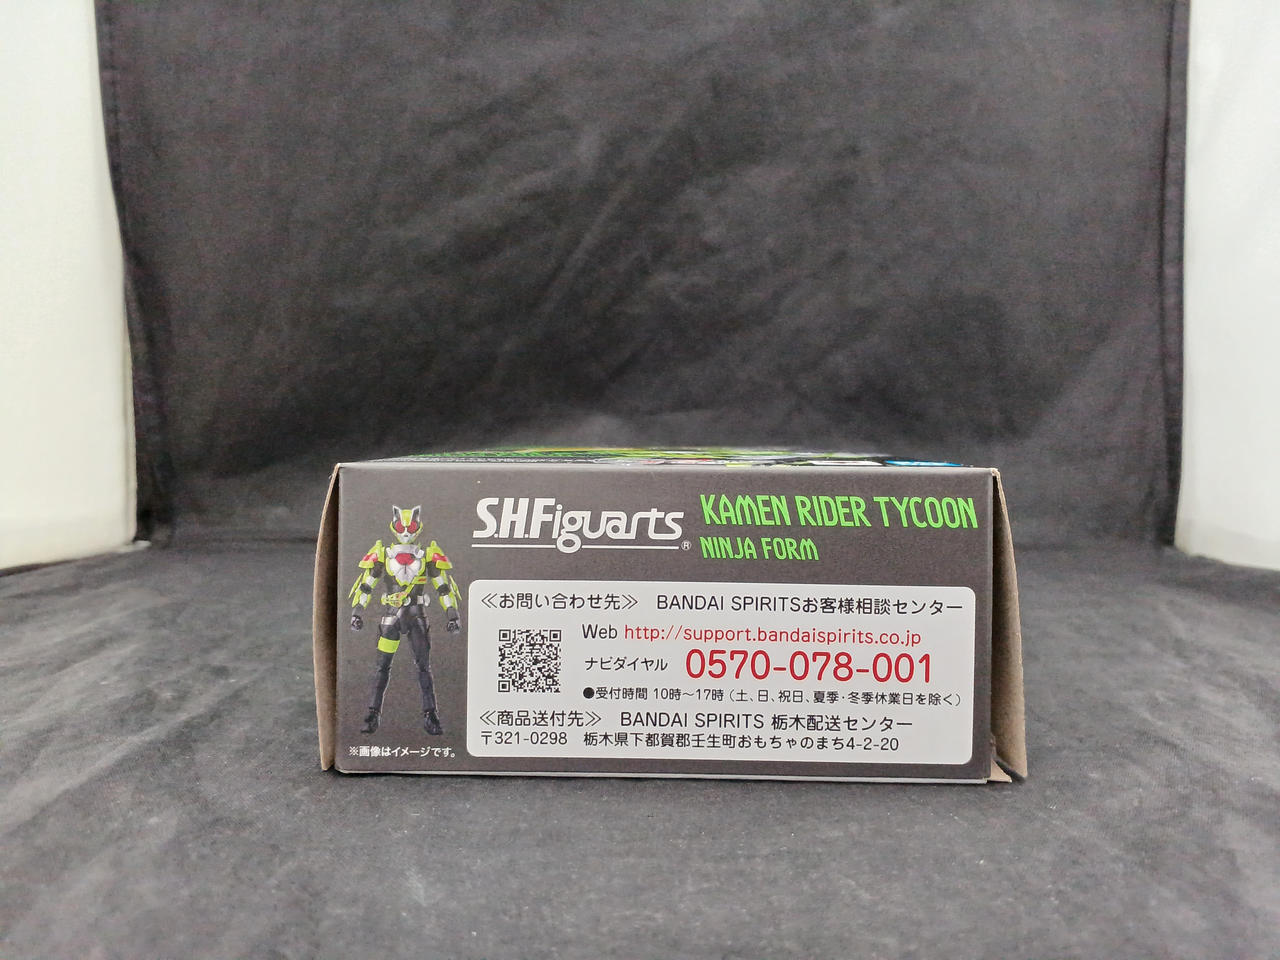 S.H.Figuarts®
KAMEN RIDER TYCOON
NINJA FORM
≪お問い合わせ先≫ BANDAI SPIRITSお客様相談センター
Web http://support.bandaispirits.co.jp
ナビダイヤル 0570-078-001
●受付時間 10時～17時（土、日、祝日、夏季・冬季休業日を除く）
≪商品送付先≫ BANDAI SPIRITS 栃木配送センター
〒321-0298 栃木県下都賀郡壬生町おもちゃのまち4-2-20
※画像はイメージです。